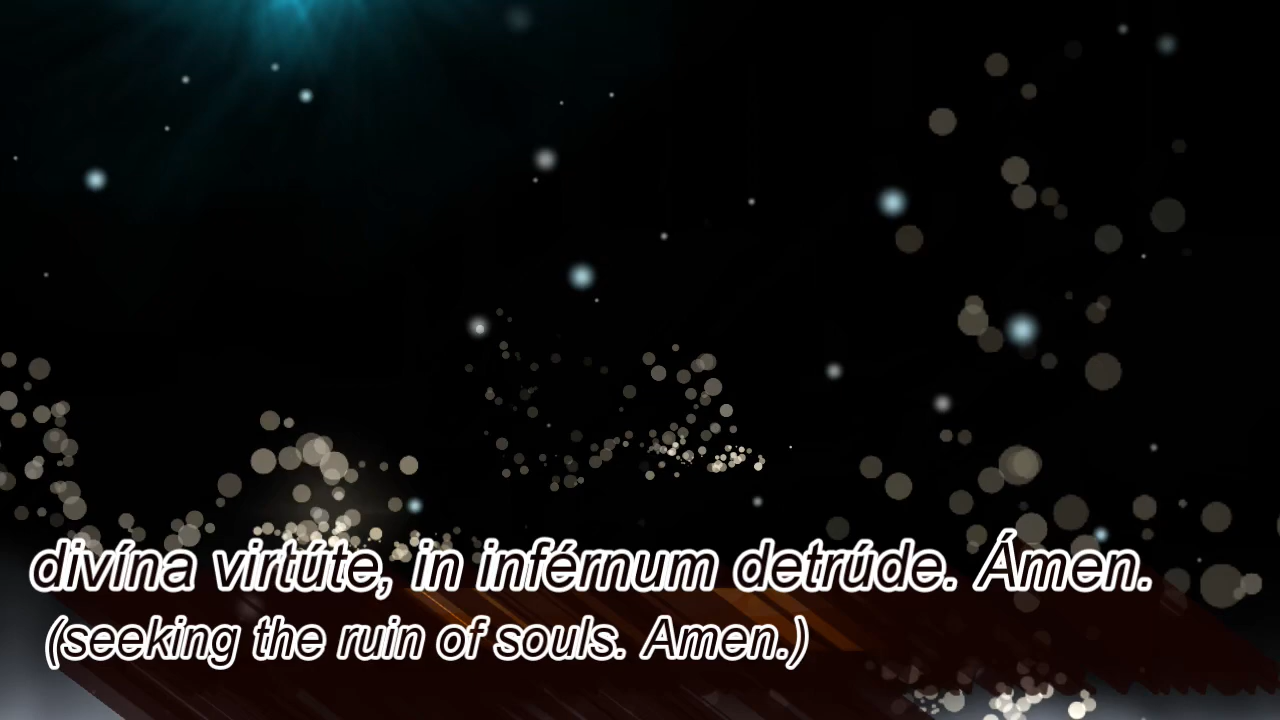 divína virtúte, in inférnum detrúde. Ámen.
(seeking the ruin of souls. Amen.)